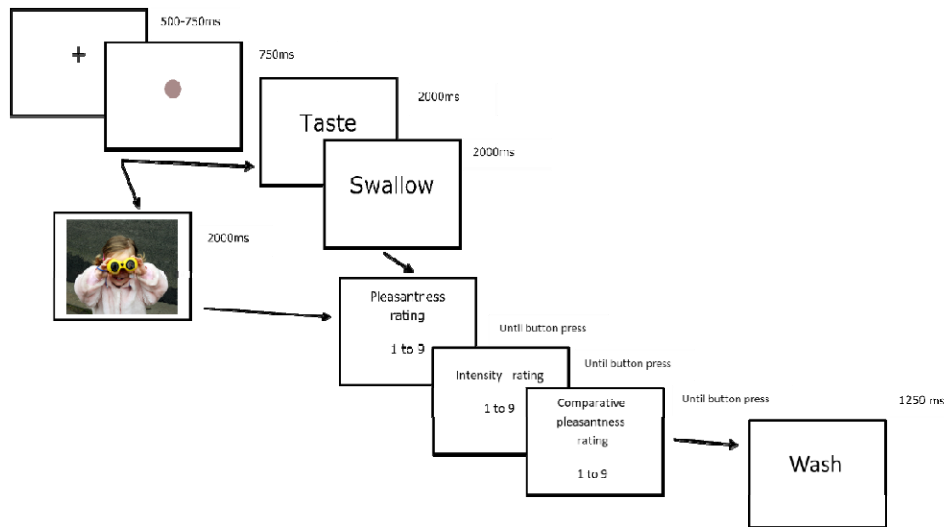 500-750ms
+
750ms
Taste
2000ms
Swallow
2000ms
2000ms
Pleasantness
rating
1 to 9
Until button press
Intensity rating
1 to 9
Until button press
Comparative
pleasantness
rating
1 to 9
Until button press
Wash
1250 ms